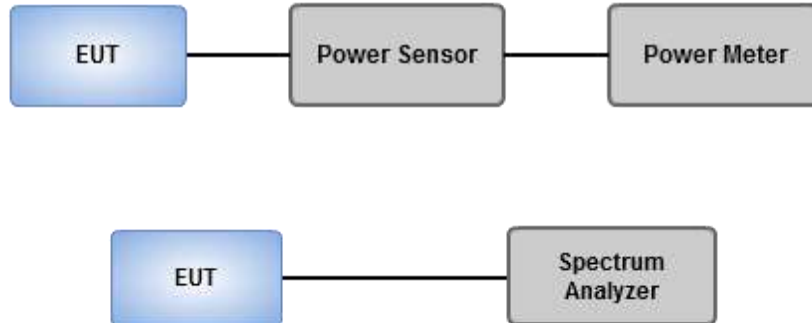 EUT
Power Sensor
Power Meter
EUT
Spectrum
Analyzer